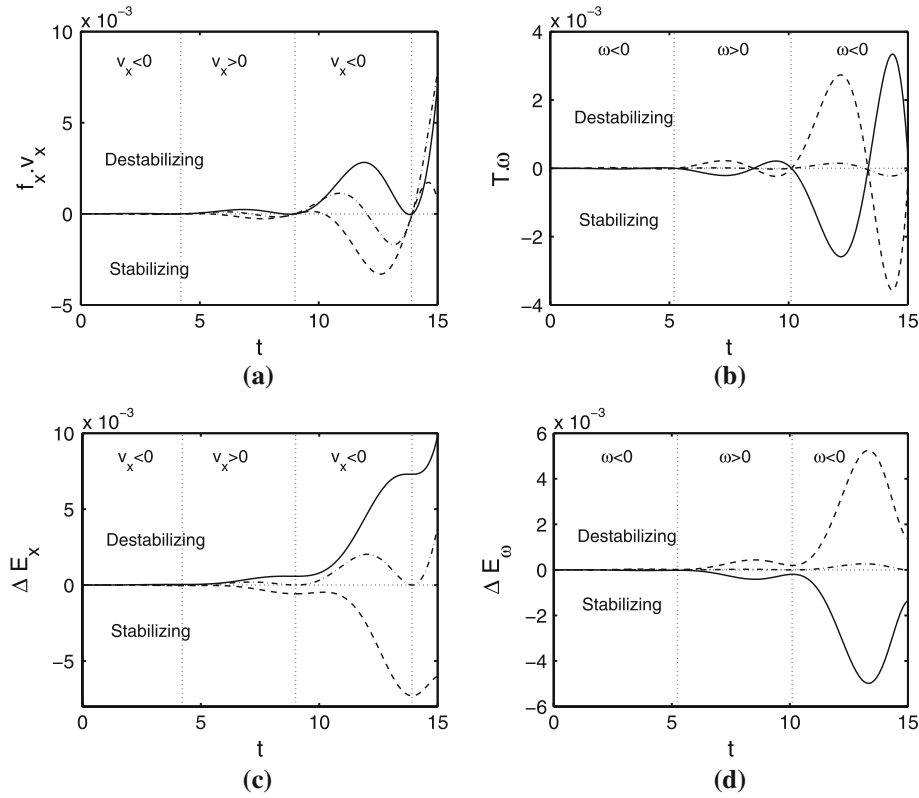 x 10⁻³
10
5
0
−5
f_x.v_x
v_x<0
v_x>0
v_x<0
Destabilizing
Stabilizing
0
5
10
15
t
(a)
x 10⁻³
4
2
0
−2
−4
T.ω
ω<0
ω>0
ω<0
Destabilizing
Stabilizing
0
5
10
15
t
(b)
x 10⁻³
10
5
0
−5
Δ E_x
v_x<0
v_x>0
v_x<0
Destabilizing
Stabilizing
0
5
10
15
t
(c)
x 10⁻³
6
4
2
0
−2
−4
−6
Δ E_ω
ω<0
ω>0
ω<0
Destabilizing
Stabilizing
0
5
10
15
t
(d)